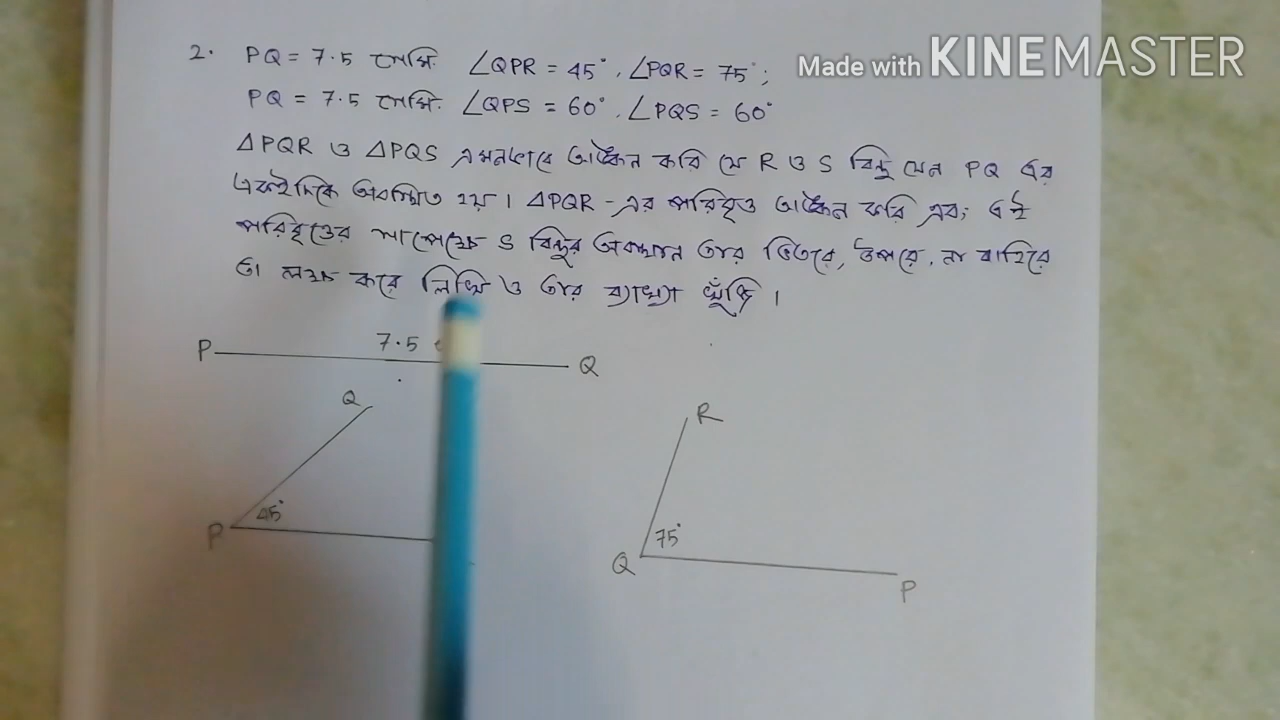 Made with KINEMASTER
2. PQ = 7.5 সেমি. ∠QPR = 45°, ∠PQR = 75°;
PQ = 7.5 সেমি. ∠QPS = 60°, ∠PQS = 60°
ΔPQR ও ΔPQS এমনভাবে অঙ্কন করি যে R ও S বিন্দু যেন PQ এর
একইদিকে অবস্থিত হয়। ΔPQR-এর পরিবৃত্ত অঙ্কন করি এবং এই
পরিবৃত্তের সাপেক্ষে S বিন্দুর অবস্থান তার ভিতরে, উপরে, না বাহিরে
তা লক্ষ্য করে লিখি ও তার ব্যাখ্যা খুঁজি।
P 7.5 Q
Q
R
45°
P
75°
Q
P